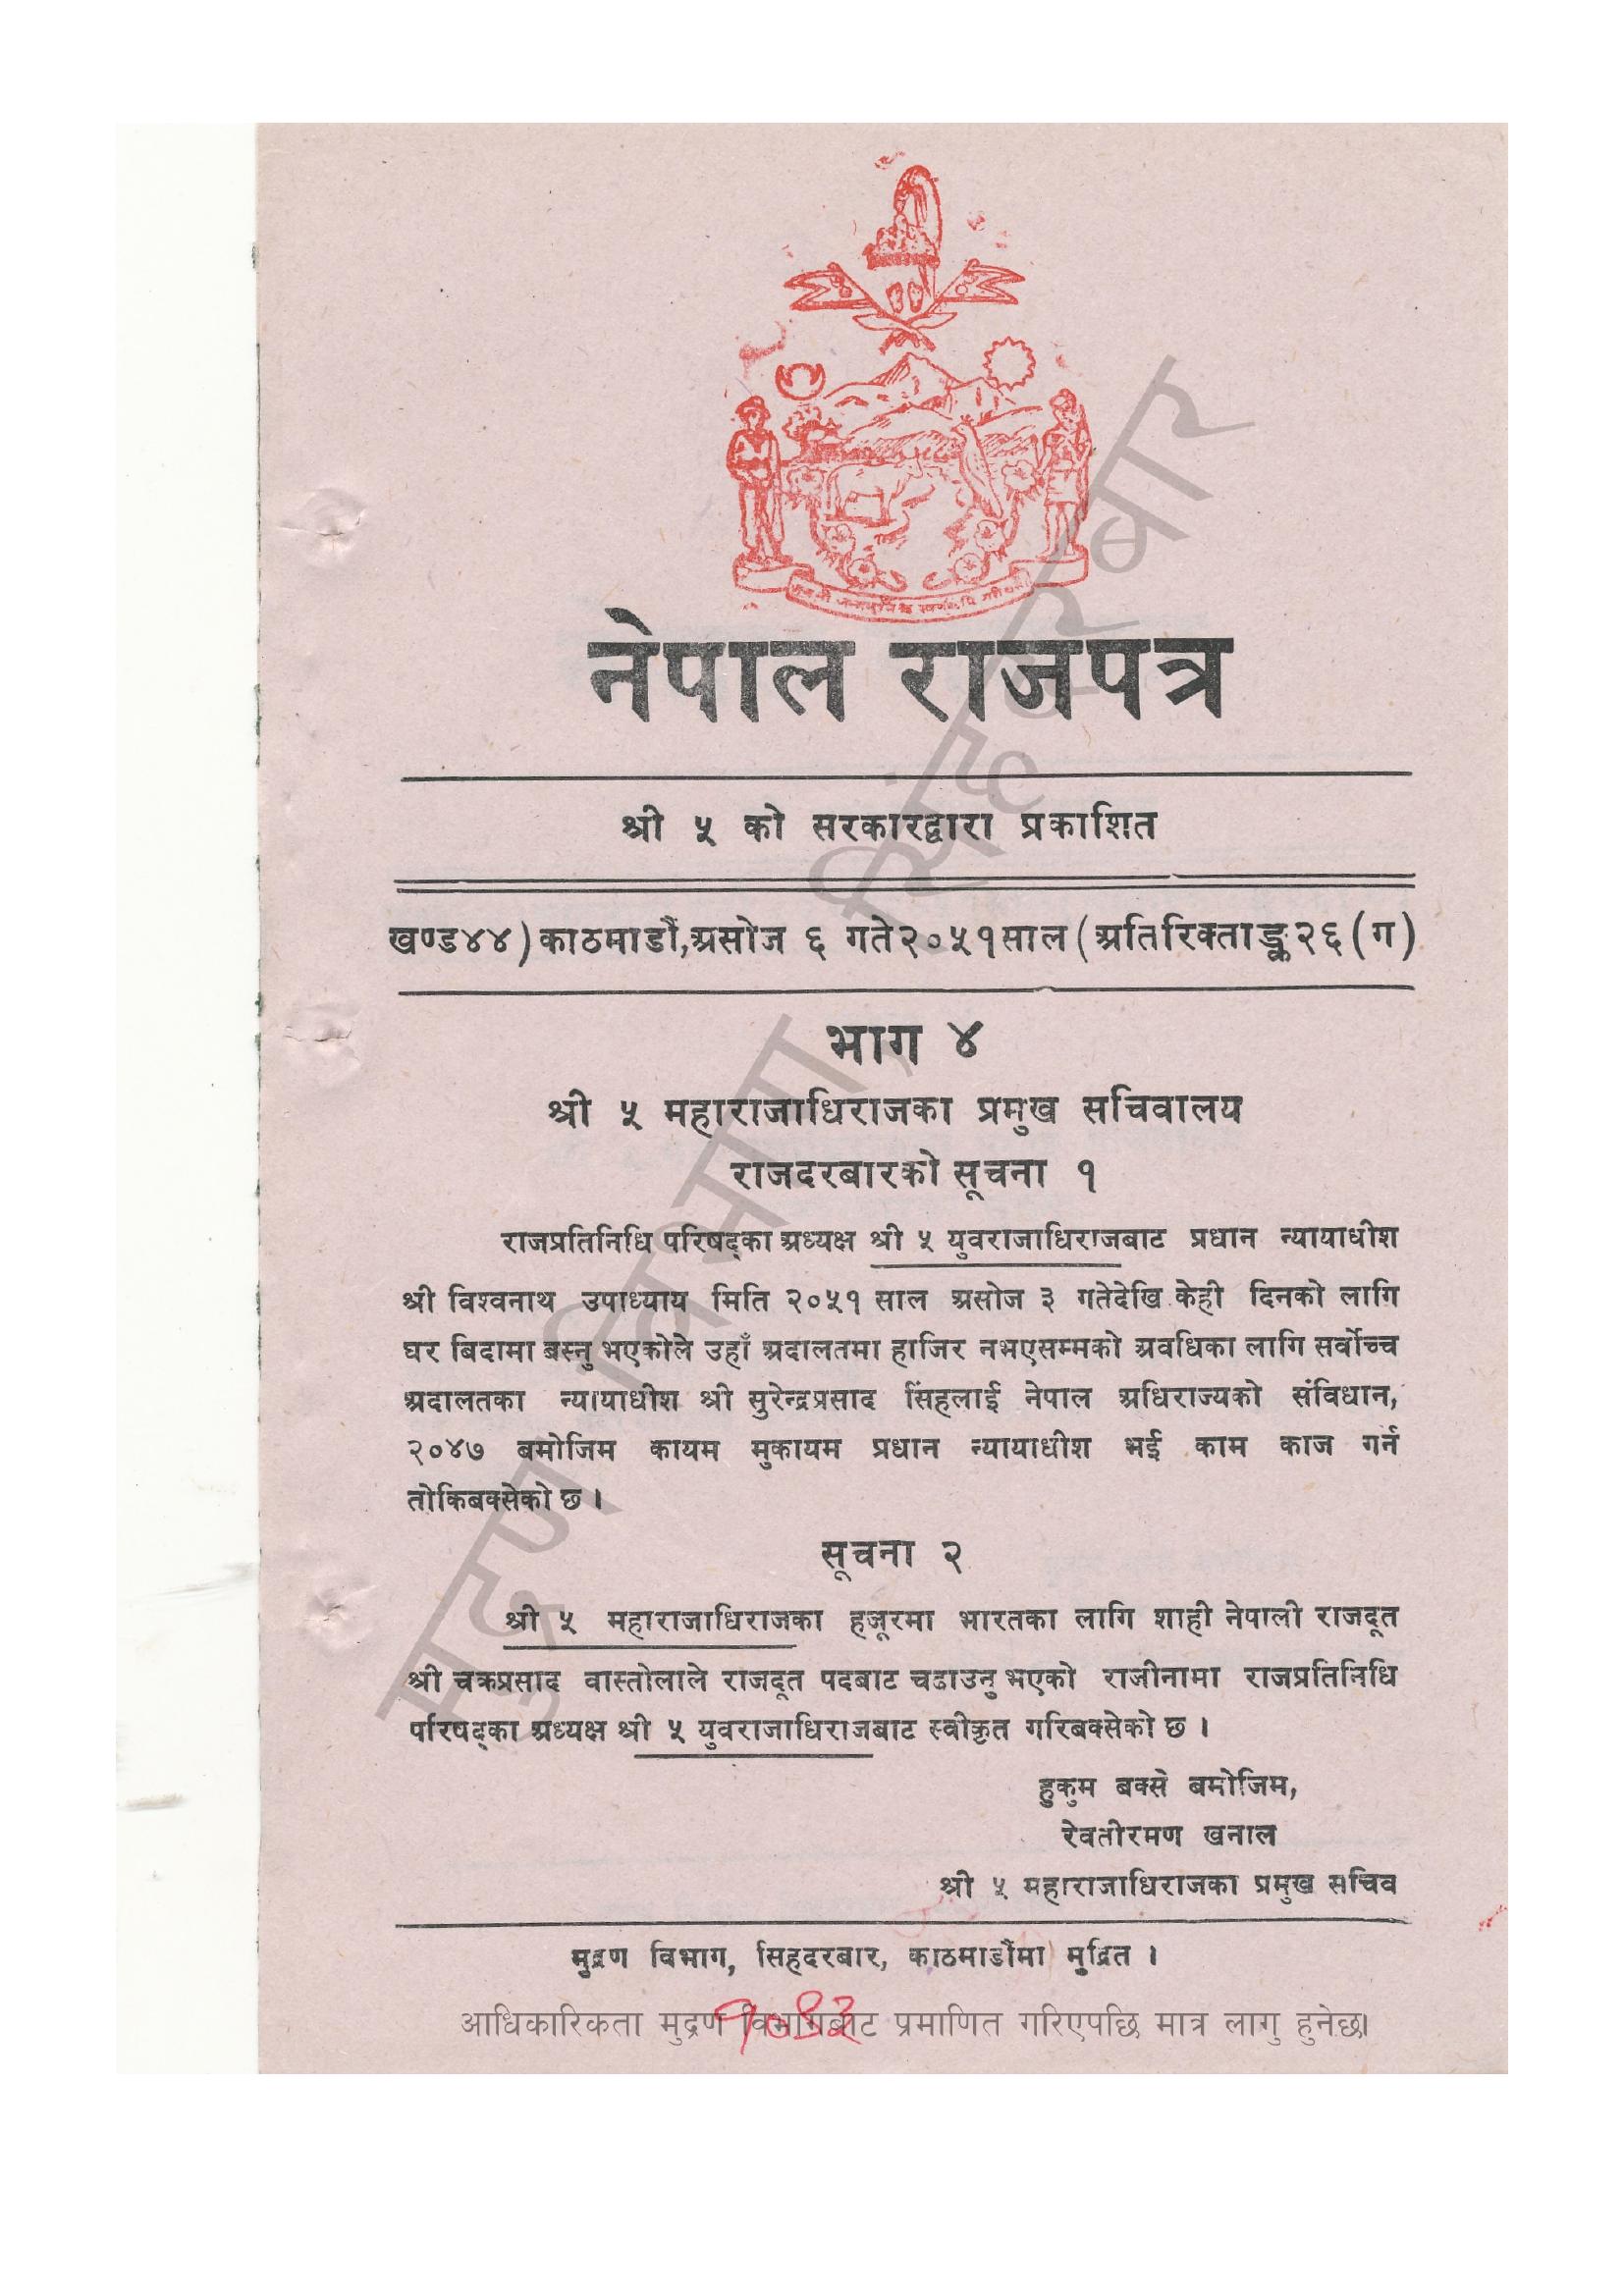 नेपाल राजपत्र
श्री ५ को सरकारद्वारा प्रकाशित
खण्ड४४) काठमाडौं, असोज ६ गते२०५१साल (अतिरिक्ताङ्क२६(ग)
भाग ४
श्री ५ महाराजाधिराजका प्रमुख सचिवालय
राजदरबारको सूचना १
राजप्रतिनिधि परिषद्का अध्यक्ष श्री ५ युवराजाधिराजबाट प्रधान न्यायाधीश
श्री विश्वनाथ उपाध्याय मिति २०५१ साल असोज ३ गतेदेखि केही दिनको लागि
घर बिदामा बस्नु भएकोले उहाँ अदालतमा हाजिर नभएसम्मको अवधिका लागि सर्वोच्च
अदालतका न्यायाधीश श्री सुरेन्द्रप्रसाद सिंहलाई नेपाल अधिराज्यको संविधान,
२०४७ बमोजिम कायम मुकायम प्रधान न्यायाधीश भई काम काज गर्न
तोकिबक्सेको छ ।
सूचना २
श्री ५ महाराजाधिराजका हजूरमा भारतका लागि शाही नेपाली राजदूत
श्री चक्रप्रसाद वास्तोलाले राजदूत पदबाट चढाउनु भएको राजीनामा राजप्रतिनिधि
परिषद्का अध्यक्ष श्री ५ युवराजाधिराजबाट स्वीकृत गरिबक्सेको छ ।
हुकुम बक्से बमोजिम,
रेवतीरमण खनाल
श्री ५ महाराजाधिराजका प्रमुख सचिव
मुद्रण विभाग, सिहदरबार, काठमाडौंमा मुद्रित ।
आधिकारिकता मुद्रण विभागबाट प्रमाणित गरिएपछि मात्र लागु हुनेछ।
मुद्रण विभाग, सिंहदरबार